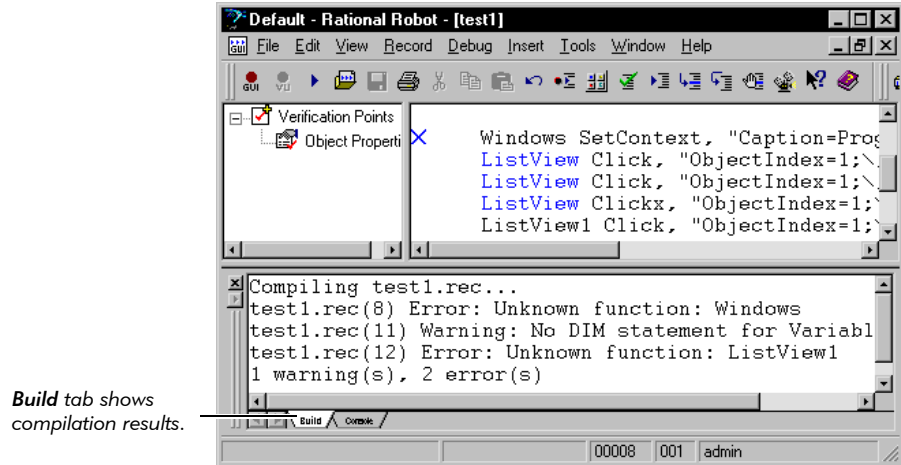 Default - Rational Robot - [test1]
File Edit View Record Debug Insert Tools Window Help
GUI
VU
Verification Points
Object Properti
Windows SetContext, "Caption=Prog
ListView Click, "ObjectIndex=1;\
ListView Click, "ObjectIndex=1;\
ListView Clickx, "ObjectIndex=1;\
ListView1 Click, "ObjectIndex=1;\
Compiling test1.rec...
test1.rec(8) Error: Unknown function: Windows
test1.rec(11) Warning: No DIM statement for Variabl
test1.rec(12) Error: Unknown function: ListView1
1 warning(s), 2 error(s)
Build tab shows
compilation results.
Build Console
00008 001 admin